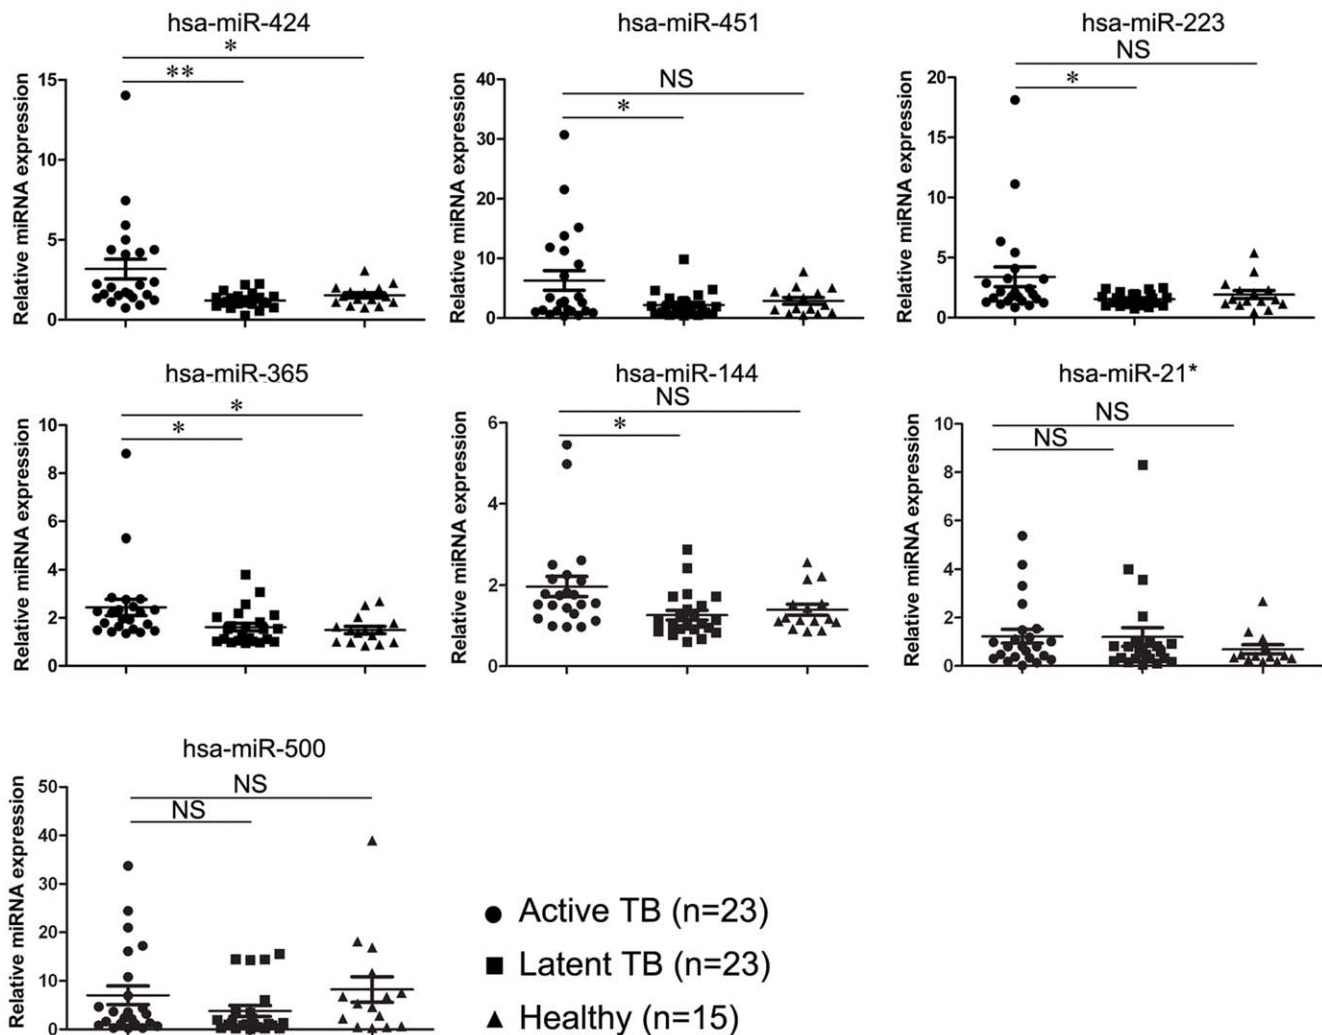 hsa-miR-424
*
**
Relative miRNA expression
15
10
5
0
hsa-miR-451
NS
*
Relative miRNA expression
40
30
20
10
0
hsa-miR-223
NS
*
Relative miRNA expression
20
15
10
5
0
hsa-miR-365
*
*
Relative miRNA expression
10
8
6
4
2
0
hsa-miR-144
NS
*
Relative miRNA expression
6
4
2
0
hsa-miR-21*
NS
NS
Relative miRNA expression
10
8
6
4
2
0
hsa-miR-500
NS
NS
Relative miRNA expression
50
40
30
20
10
0
Active TB (n=23)
Latent TB (n=23)
Healthy (n=15)